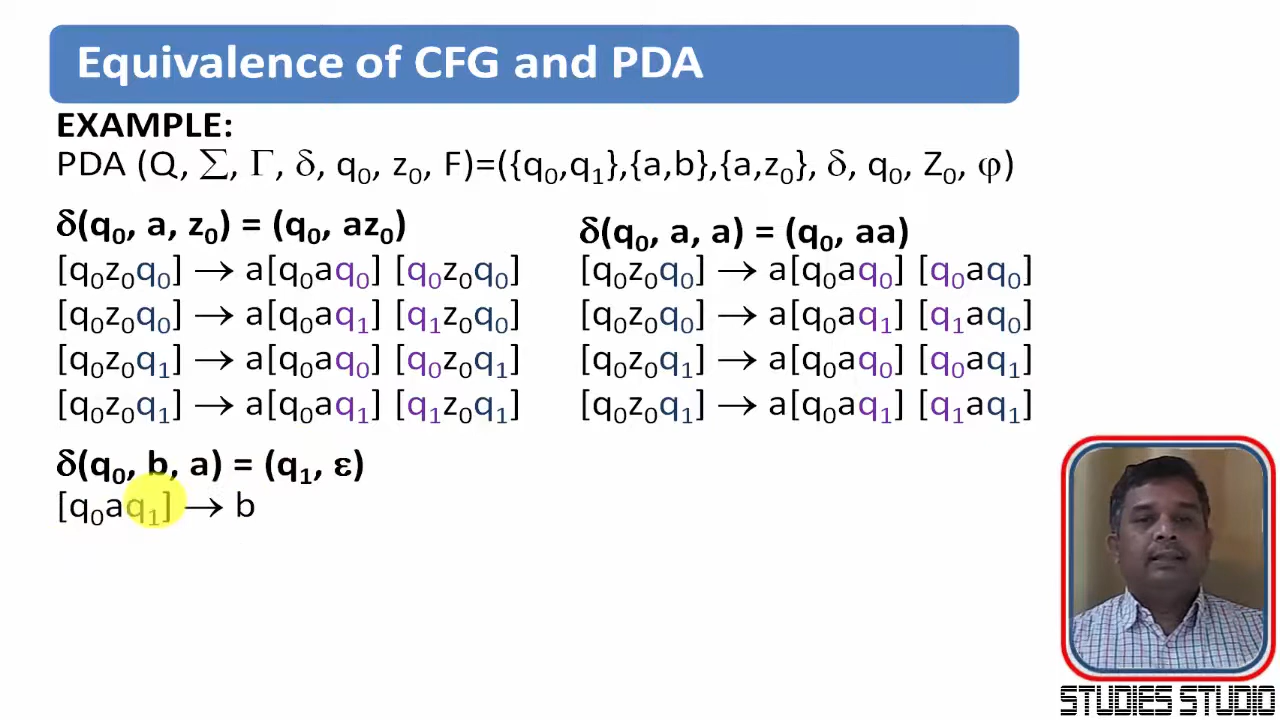 Equivalence of CFG and PDA
EXAMPLE:
PDA (Q, ∑, Γ, δ, q₀, z₀, F)=({q₀,q₁},{a,b},{a,z₀}, δ, q₀, Z₀, φ)
δ(q₀, a, z₀) = (q₀, az₀)
[q₀z₀q₀] → a[q₀aq₀] [q₀z₀q₀]
[q₀z₀q₀] → a[q₀aq₁] [q₁z₀q₀]
[q₀z₀q₁] → a[q₀aq₀] [q₀z₀q₁]
[q₀z₀q₁] → a[q₀aq₁] [q₁z₀q₁]
δ(q₀, a, a) = (q₀, aa)
[q₀z₀q₀] → a[q₀aq₀] [q₀aq₀]
[q₀z₀q₀] → a[q₀aq₁] [q₁aq₀]
[q₀z₀q₁] → a[q₀aq₀] [q₀aq₁]
[q₀z₀q₁] → a[q₀aq₁] [q₁aq₁]
δ(q₀, b, a) = (q₁, ε)
[q₀aq₁] → b
STUDIES STUDIO